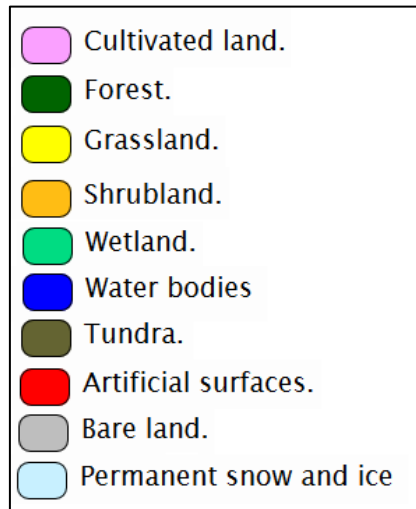 Cultivated land.
Forest.
Grassland.
Shrubland.
Wetland.
Water bodies
Tundra.
Artificial surfaces.
Bare land.
Permanent snow and ice